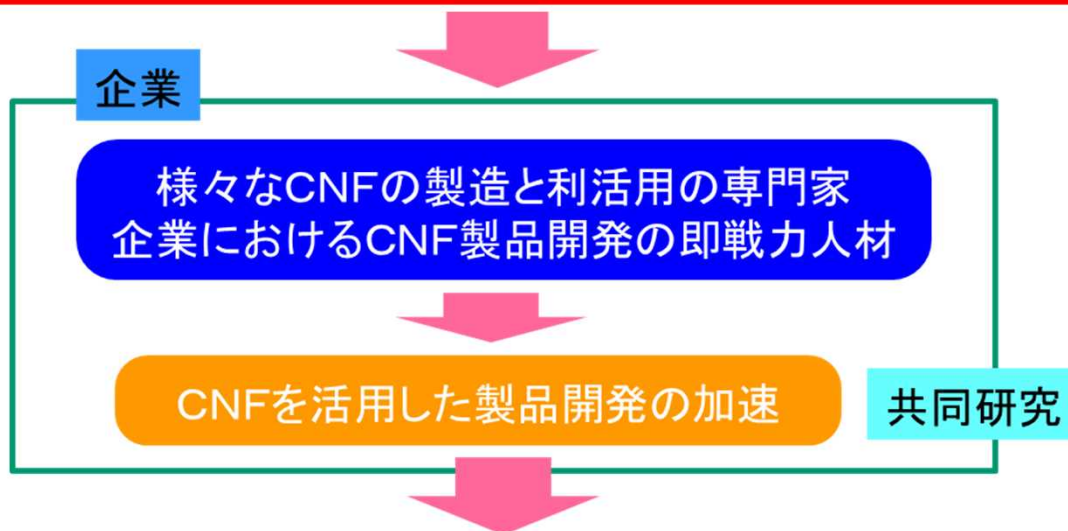 企業
様々なCNFの製造と利活用の専門家
企業におけるCNF製品開発の即戦力人材
CNFを活用した製品開発の加速
共同研究